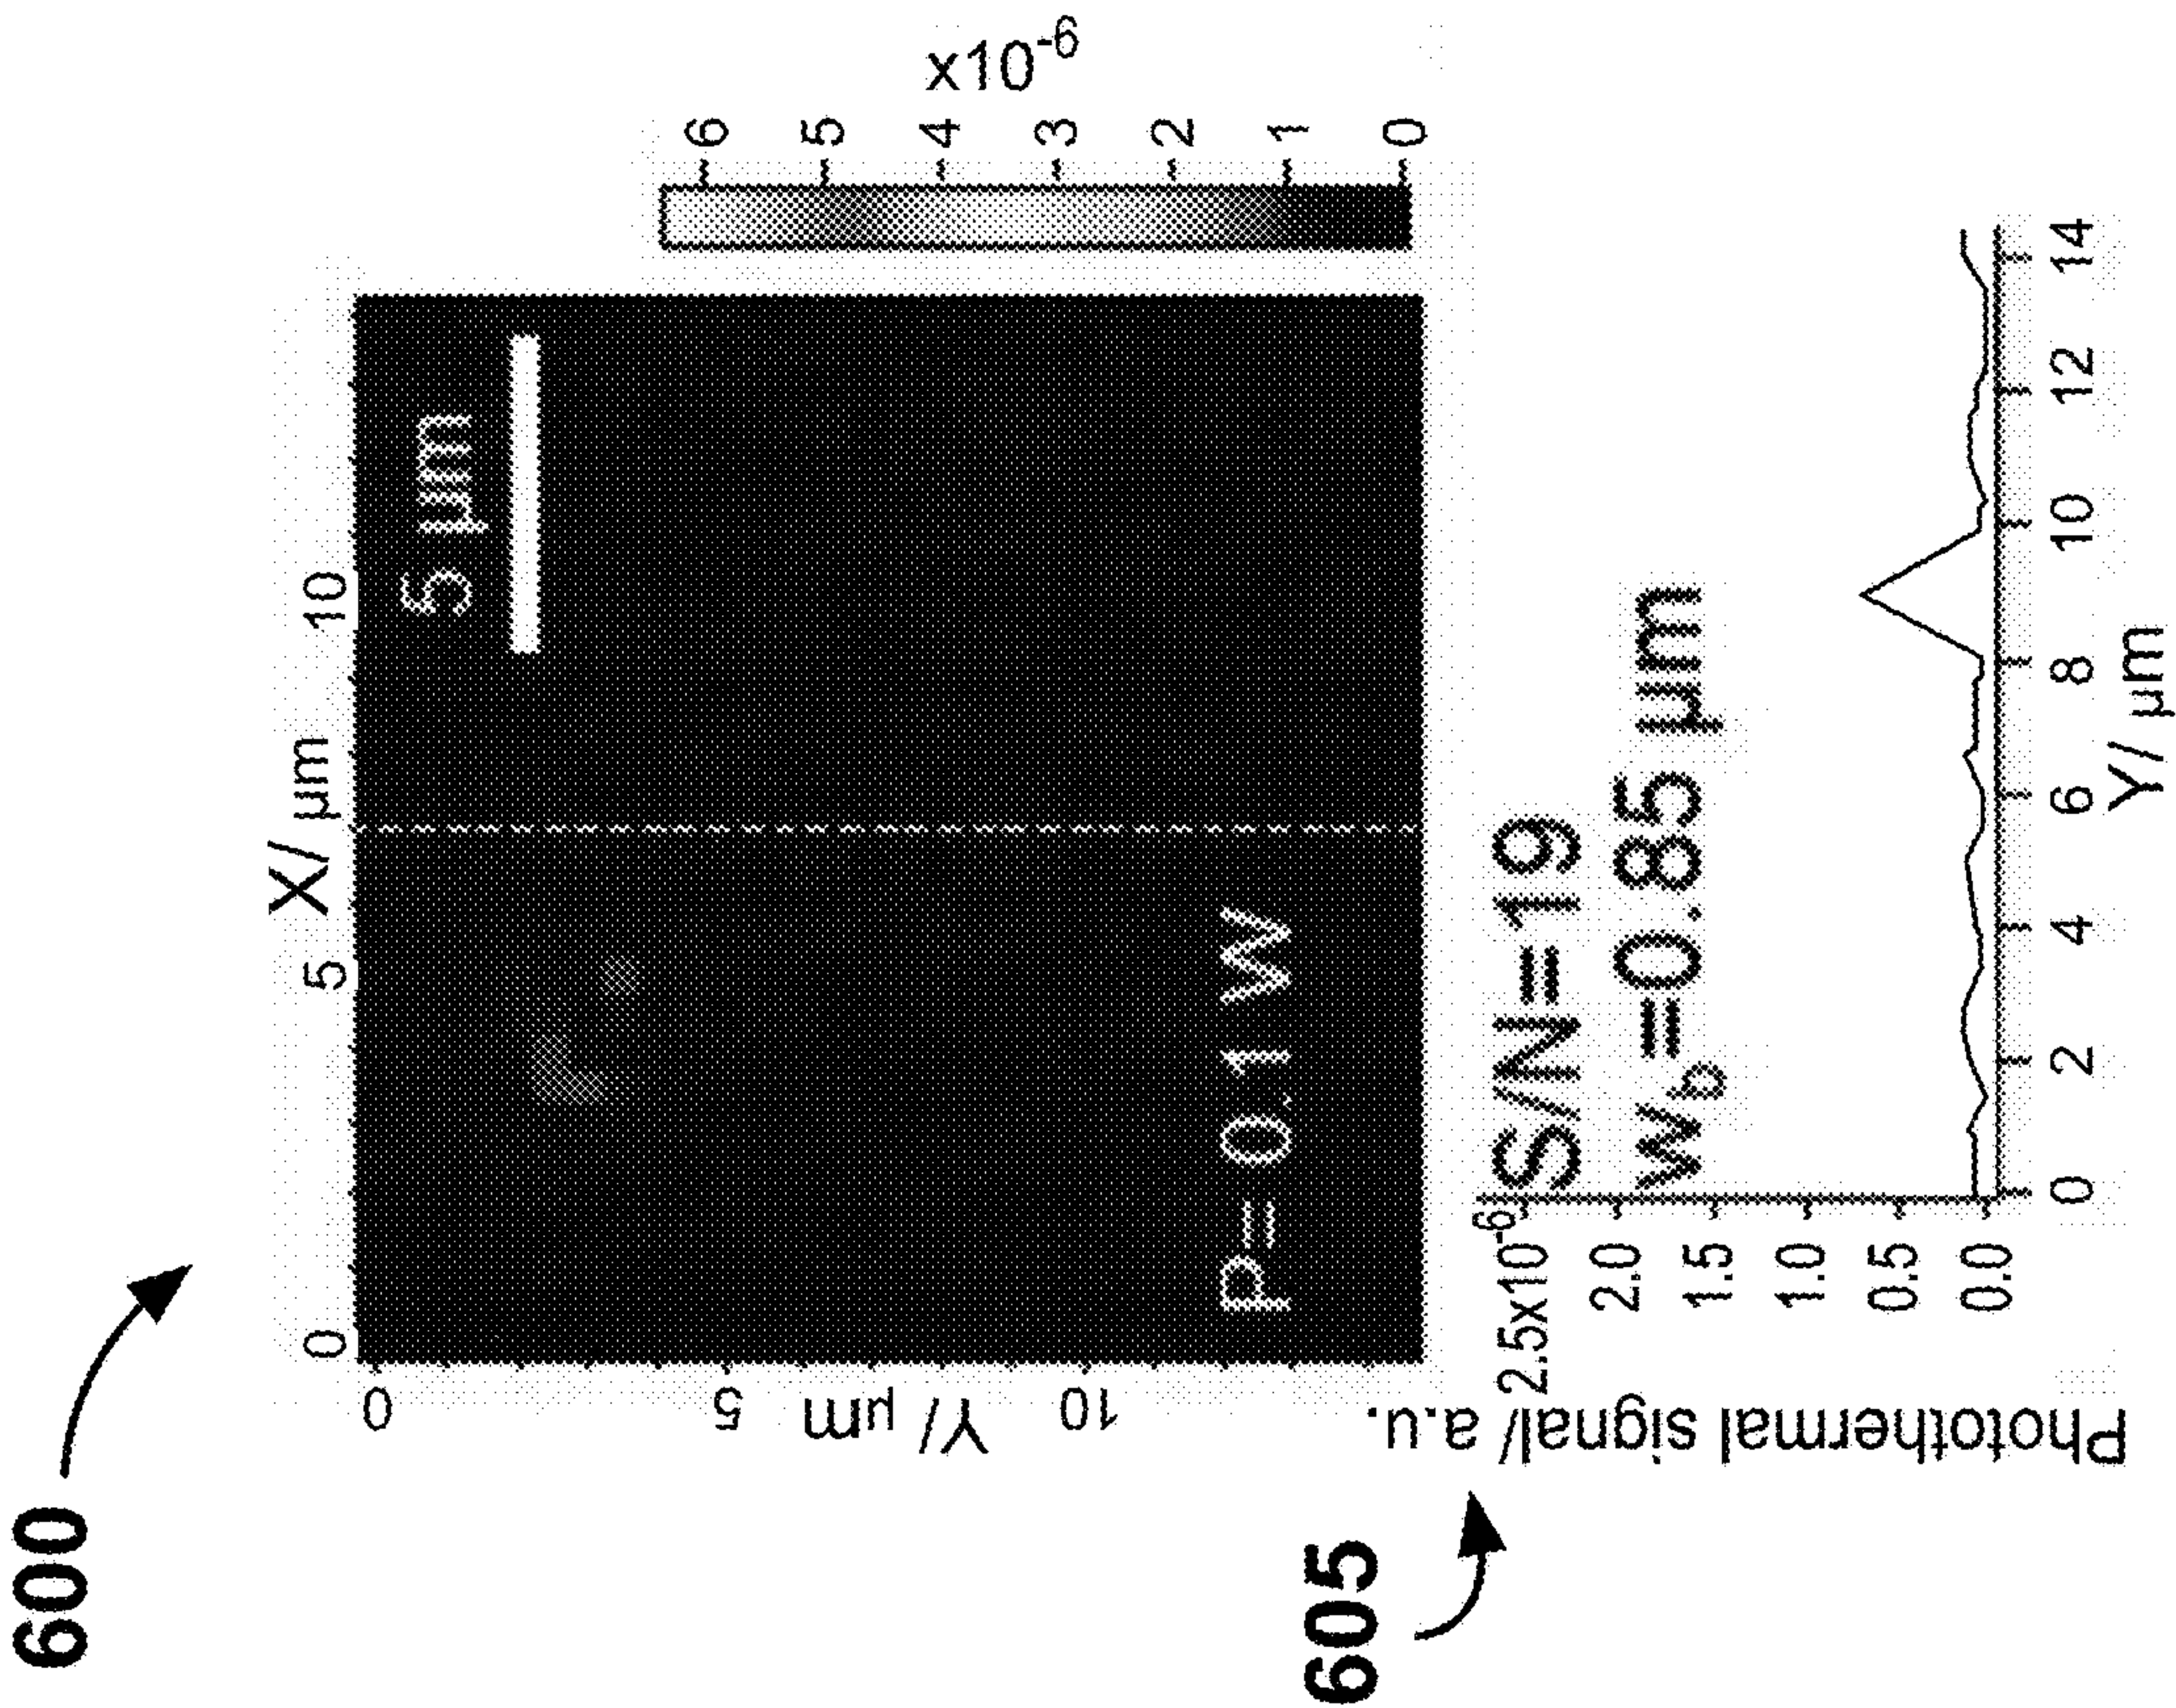 600
X/ μm
0
5
10
Y/ μm
0
5
10
5 μm
P= 0.1 W
x10-6
6
5
4
3
2
1
0
605
Photothermal signal/ a.u.
2.5x10-6
2.0
1.5
1.0
0.5
0.0
S/N=19
wb=0.85 μm
0 2 4 6 8 10 12 14
Y/ μm